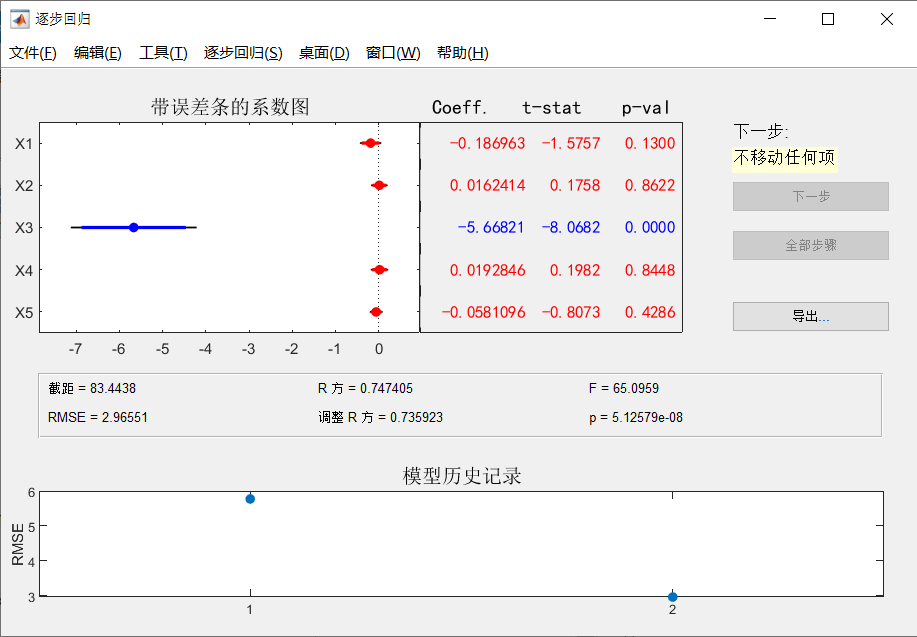 逐步回归
文件(F) 编辑(E) 工具(T) 逐步回归(S) 桌面(D) 窗口(W) 帮助(H)
带误差条的系数图
Coeff. t-stat p-val
X1 -0.186963 -1.5757 0.1300
X2 0.0162414 0.1758 0.8622
X3 -5.66821 -8.0682 0.0000
X4 0.0192846 0.1982 0.8448
X5 -0.0581096 -0.8073 0.4286
-7 -6 -5 -4 -3 -2 -1 0
下一步:
不移动任何项
下一步
全部步骤
导出...
截距 = 83.4438 R 方 = 0.747405 F = 65.0959
RMSE = 2.96551 调整 R 方 = 0.735923 p = 5.12579e-08
模型历史记录
RMSE
6
5
4
3
1 2